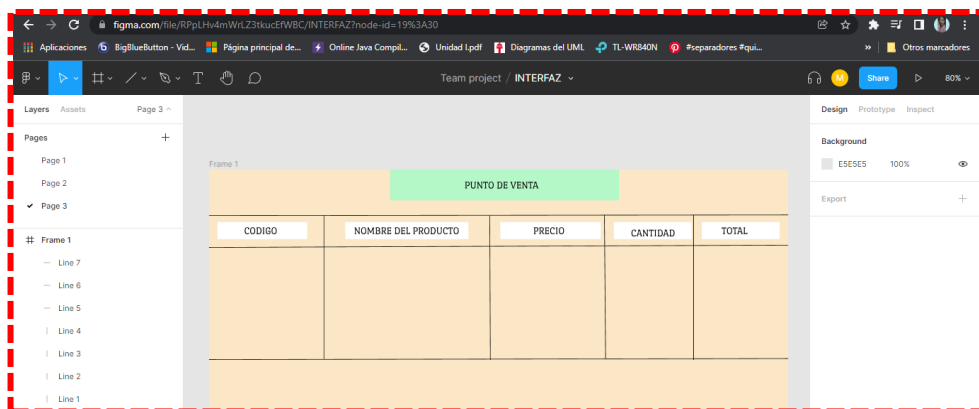 figma.com/file/RPpLHv4mWrLZ3tkucEfWBC/INTERFAZ?node-id=19%3A30
Aplicaciones BigBlueButton - Vid... Página principal de... Online Java Compil... Unidad I.pdf Diagramas del UML TL-WR840N #separadores #qui... » Otros marcadores
T Team project / INTERFAZ M Share 80%
Layers Assets Page 3 Design Prototype Inspect
Pages + Background
Page 1 E5E5E5 100%
Page 2
Page 3 Export +
Frame 1
PUNTO DE VENTA
CODIGO NOMBRE DEL PRODUCTO PRECIO CANTIDAD TOTAL
Frame 1
Line 7
Line 6
Line 5
Line 4
Line 3
Line 2
Line 1